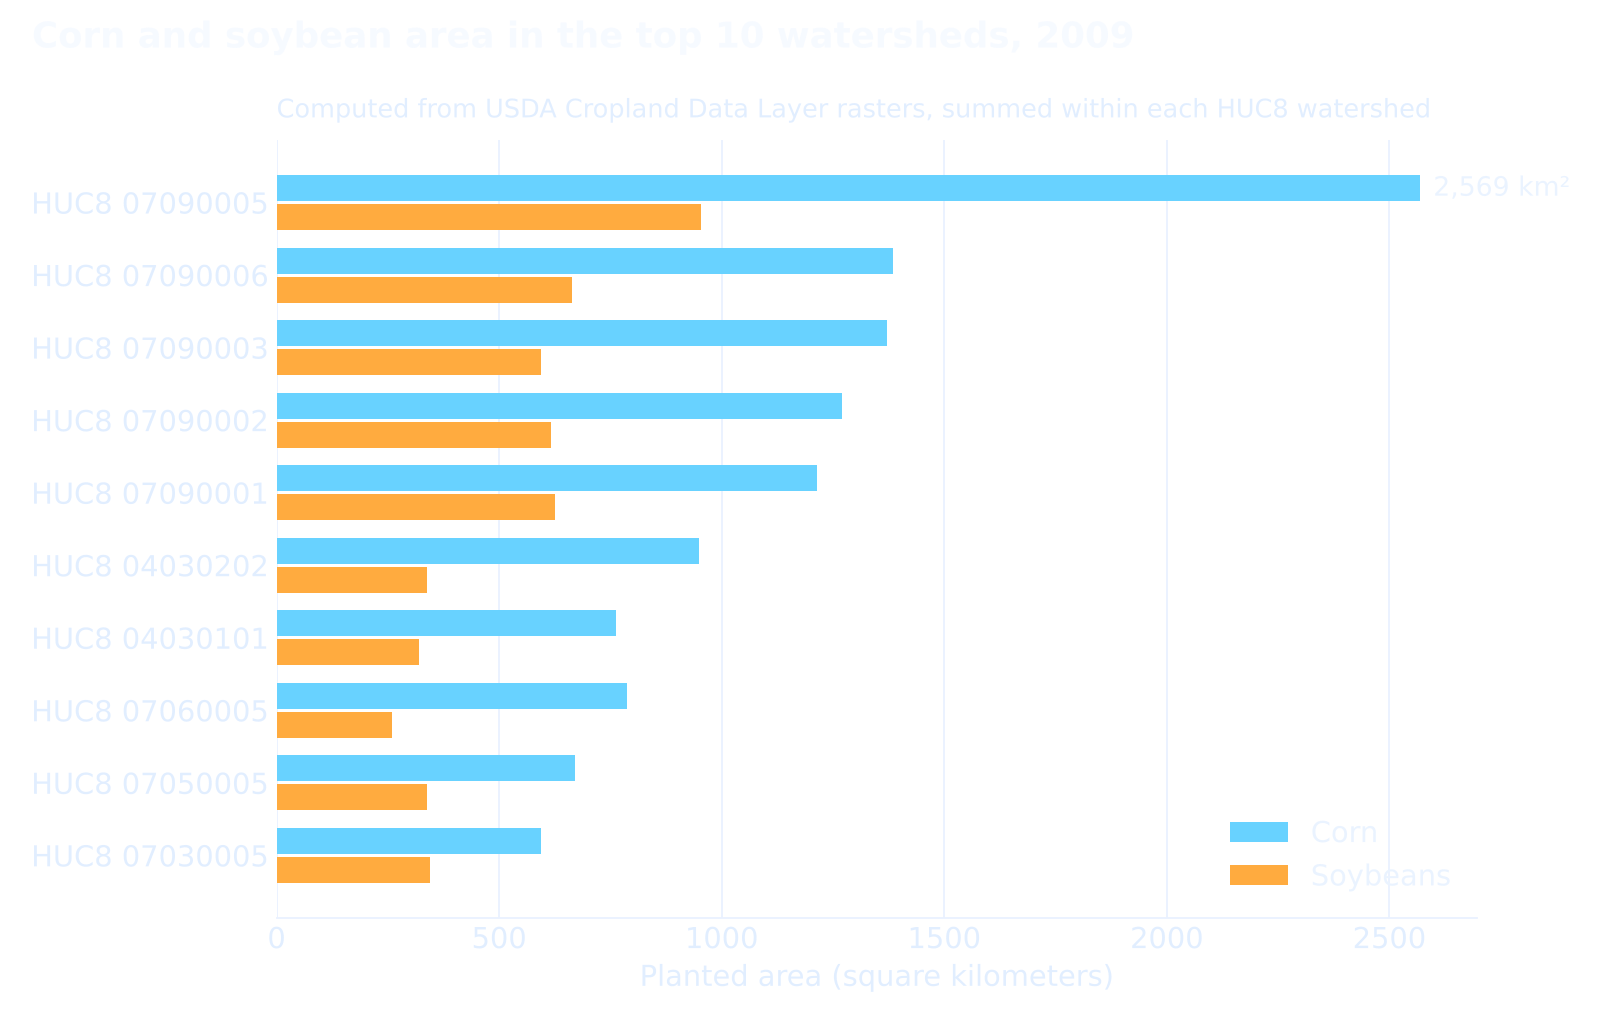 Corn and soybean area in the top 10 watersheds, 2009
Computed from USDA Cropland Data Layer rasters, summed within each HUC8 watershed
HUC8 07090005
2,569 km²
HUC8 07090006
HUC8 07090003
HUC8 07090002
HUC8 07090001
HUC8 04030202
HUC8 04030101
HUC8 07060005
HUC8 07050005
HUC8 07030005
Corn
Soybeans
0 500 1000 1500 2000 2500
Planted area (square kilometers)